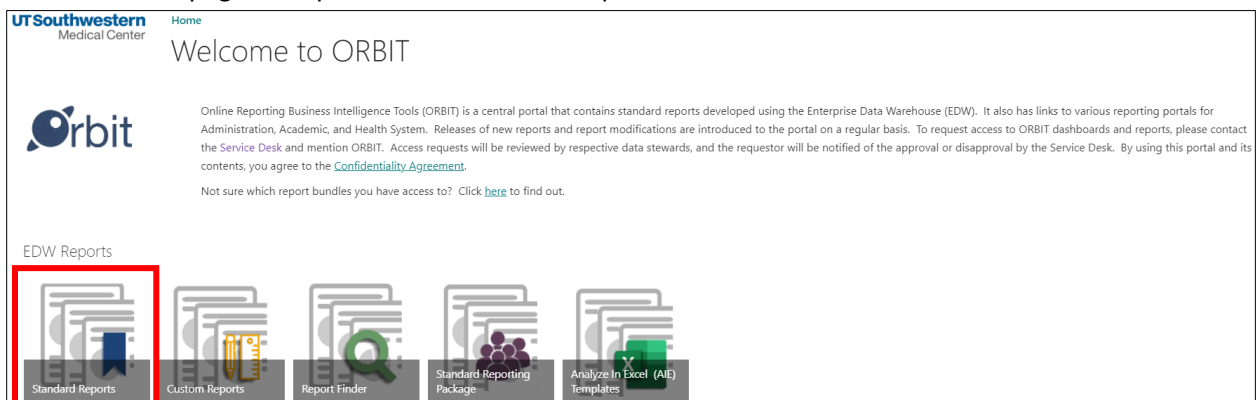 UTSouthwestern
Medical Center
Home
Welcome to ORBIT
Orbit
Online Reporting Business Intelligence Tools (ORBIT) is a central portal that contains standard reports developed using the Enterprise Data Warehouse (EDW). It also has links to various reporting portals for
Administration, Academic, and Health System. Releases of new reports and report modifications are introduced to the portal on a regular basis. To request access to ORBIT dashboards and reports, please contact
the Service Desk and mention ORBIT. Access requests will be reviewed by respective data stewards, and the requestor will be notified of the approval or disapproval by the Service Desk. By using this portal and its
contents, you agree to the Confidentiality Agreement.
Not sure which report bundles you have access to? Click here to find out.
EDW Reports
Standard Reports
Custom Reports
Report Finder
Standard Reporting
Package
Analyze In Excel (AIE)
Templates